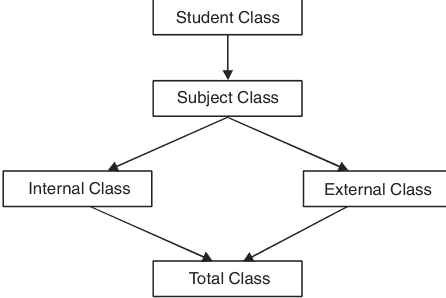 Student Class
Subject Class
Internal Class
External Class
Total Class